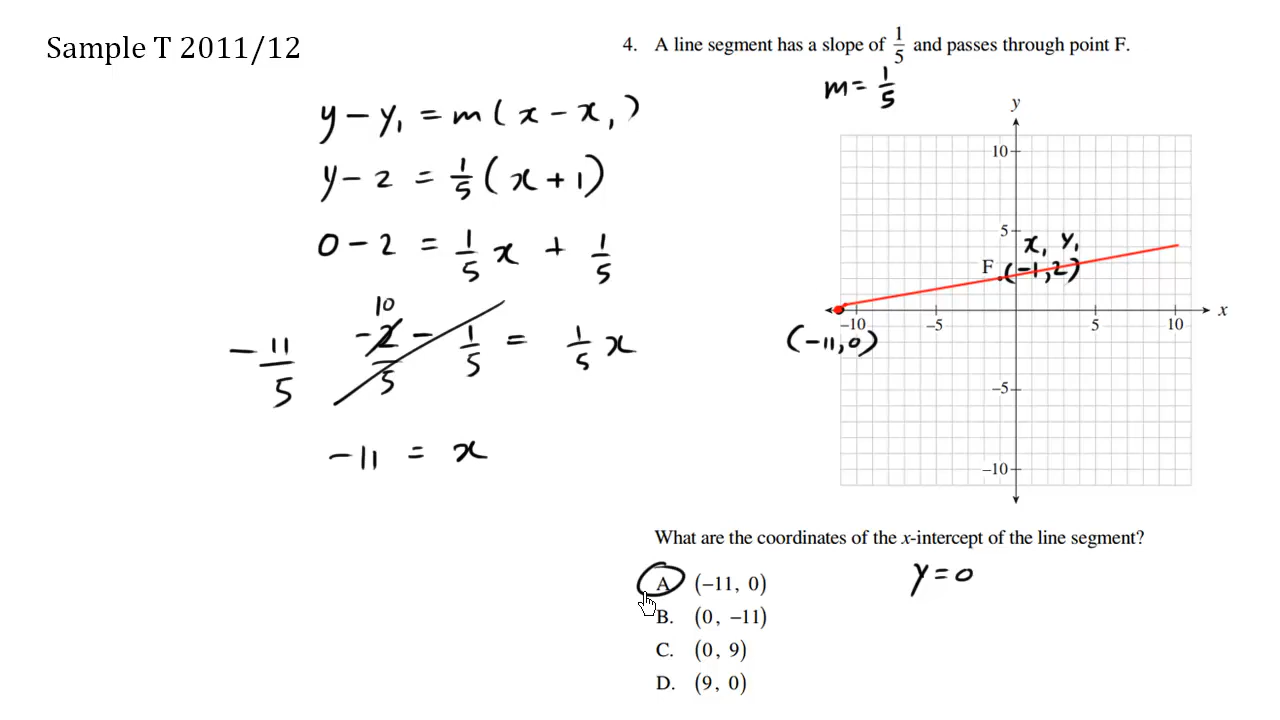 Sample T 2011/12
y − y₁ = m(x − x₁)
y − 2 = 1/5 (x + 1)
0 − 2 = 1/5 x + 1/5
10
−11/5 −2/5 − 1/5 = 1/5 x
−11 = x
4. A line segment has a slope of 1/5 and passes through point F.
m = 1/5
y
10
5
x₁ y₁
F (−1, 2)
x
−10 −5 5 10
(−11, 0)
−5
−10
What are the coordinates of the x-intercept of the line segment?
A (−11, 0)
y = 0
B. (0, −11)
C. (0, 9)
D. (9, 0)